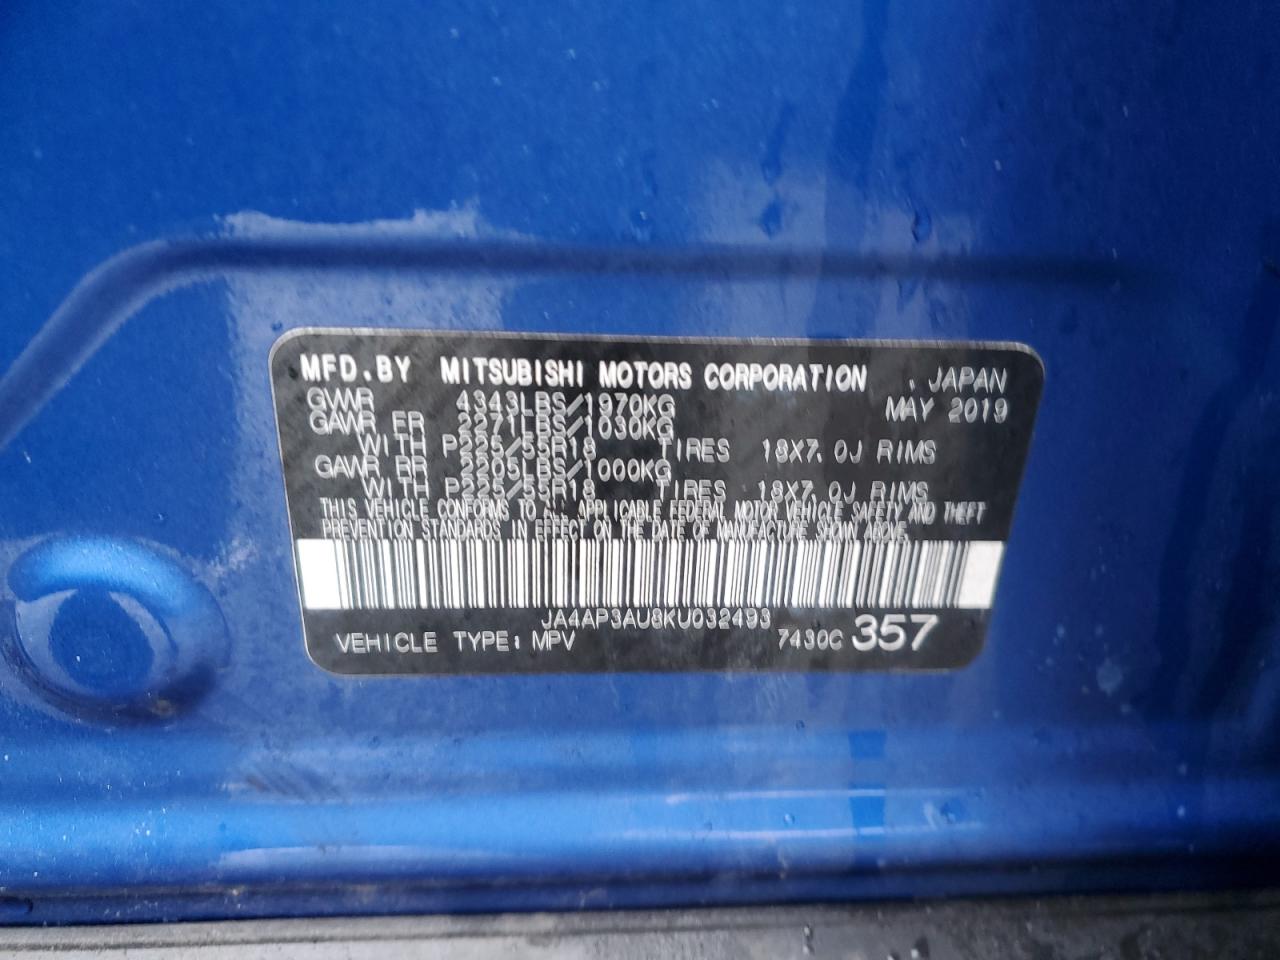 MFD.BY MITSUBISHI MOTORS CORPORATION . JAPAN
GVWR 4343LBS/1970KG MAY 2019
GAWR FR 2271LBS/1030KG
WITH P225/55R18 TIRES 18X7.0J RIMS
GAWR RR 2205LBS/1000KG
WITH P225/55R18 TIRES 18X7.0J RIMS
THIS VEHICLE CONFORMS TO ALL APPLICABLE FEDERAL MOTOR VEHICLE SAFETY AND THEFT
PREVENTION STANDARDS IN EFFECT ON THE DATE OF MANUFACTURE SHOWN ABOVE.
JA4AP3AU8KU032493
VEHICLE TYPE: MPV 7430C 357